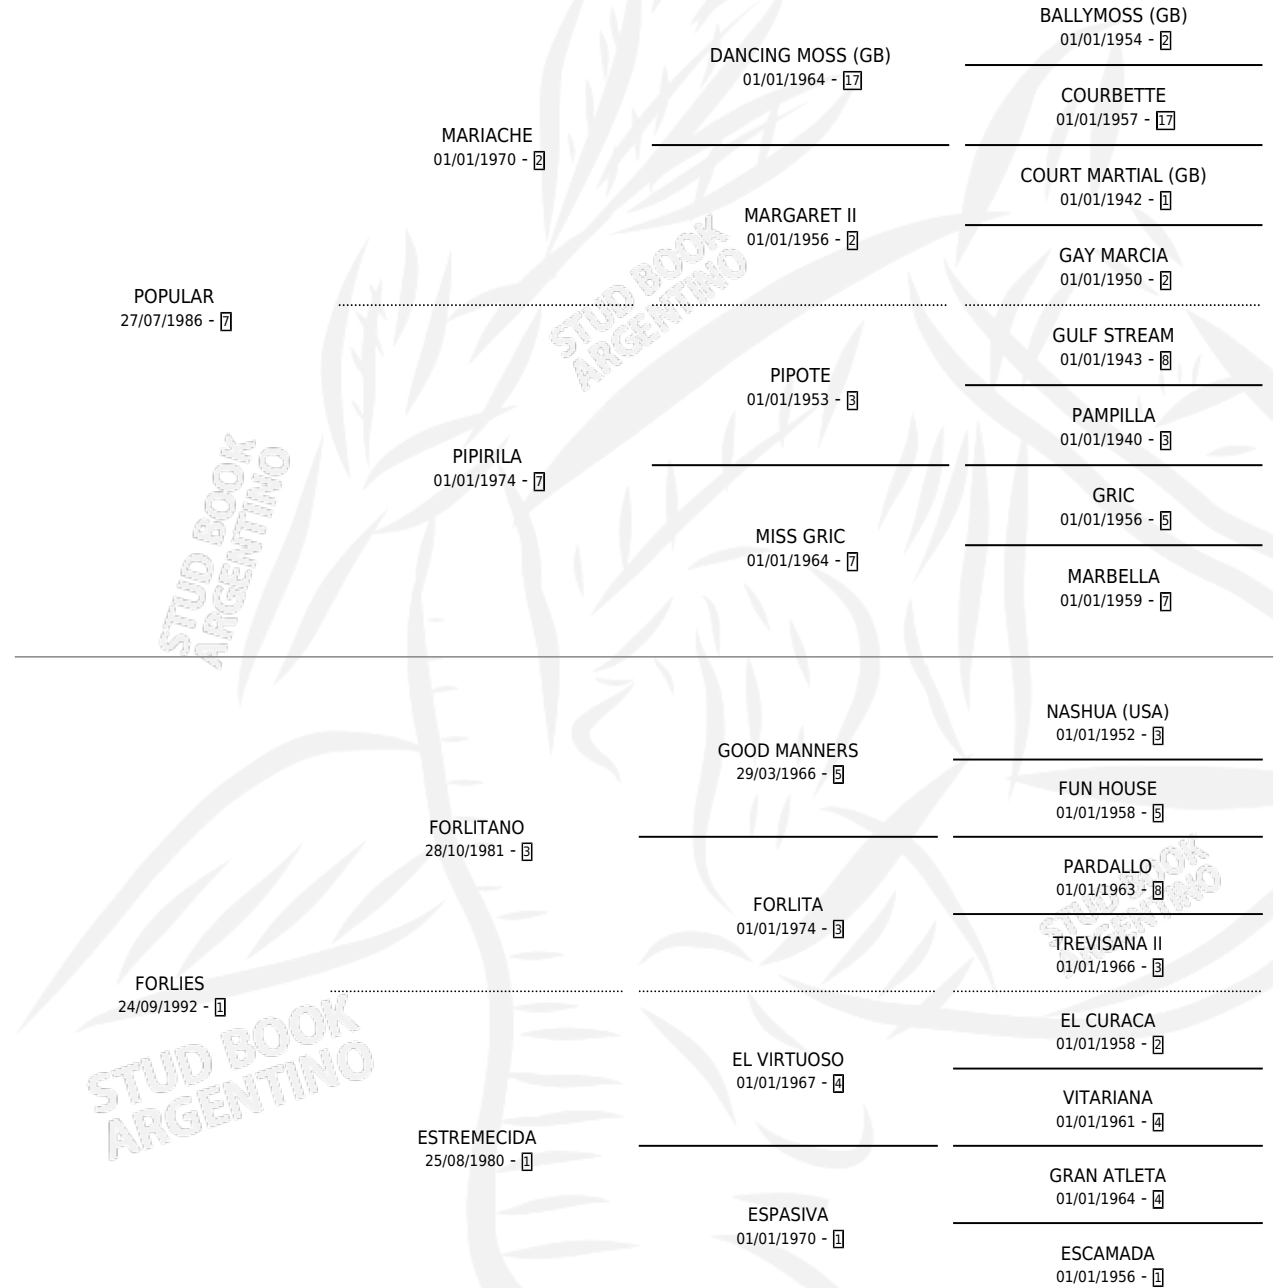 BALLYMOSS (GB)
01/01/1954 - 2
DANCING MOSS (GB)
01/01/1964 - 17
COURBETTE
01/01/1957 - 17
MARIACHE
01/01/1970 - 2
COURT MARTIAL (GB)
01/01/1942 - 1
MARGARET II
01/01/1956 - 2
GAY MARCIA
01/01/1950 - 2
POPULAR
27/07/1986 - 7
STUD BOOK
ARGENTINO
GULF STREAM
01/01/1943 - 8
PIPOTE
01/01/1953 - 3
PAMPILLA
01/01/1940 - 3
PIPIRILA
01/01/1974 - 7
GRIC
01/01/1956 - 5
MISS GRIC
01/01/1964 - 7
MARBELLA
01/01/1959 - 7
STUD BOOK
ARGENTINO
NASHUA (USA)
01/01/1952 - 3
GOOD MANNERS
29/03/1966 - 5
FUN HOUSE
01/01/1958 - 5
FORLITANO
28/10/1981 - 3
PARDALLO
01/01/1963 - 8
FORLITA
01/01/1974 - 3
STUD BOOK
ARGENTINO
TREVISANA II
01/01/1966 - 3
FORLIES
24/09/1992 - 1
EL CURACA
01/01/1958 - 2
EL VIRTUOSO
01/01/1967 - 4
VITARIANA
01/01/1961 - 4
STUD BOOK
ARGENTINO
ESTREMECIDA
25/08/1980 - 1
GRAN ATLETA
01/01/1964 - 4
ESPASIVA
01/01/1970 - 1
ESCAMADA
01/01/1956 - 1